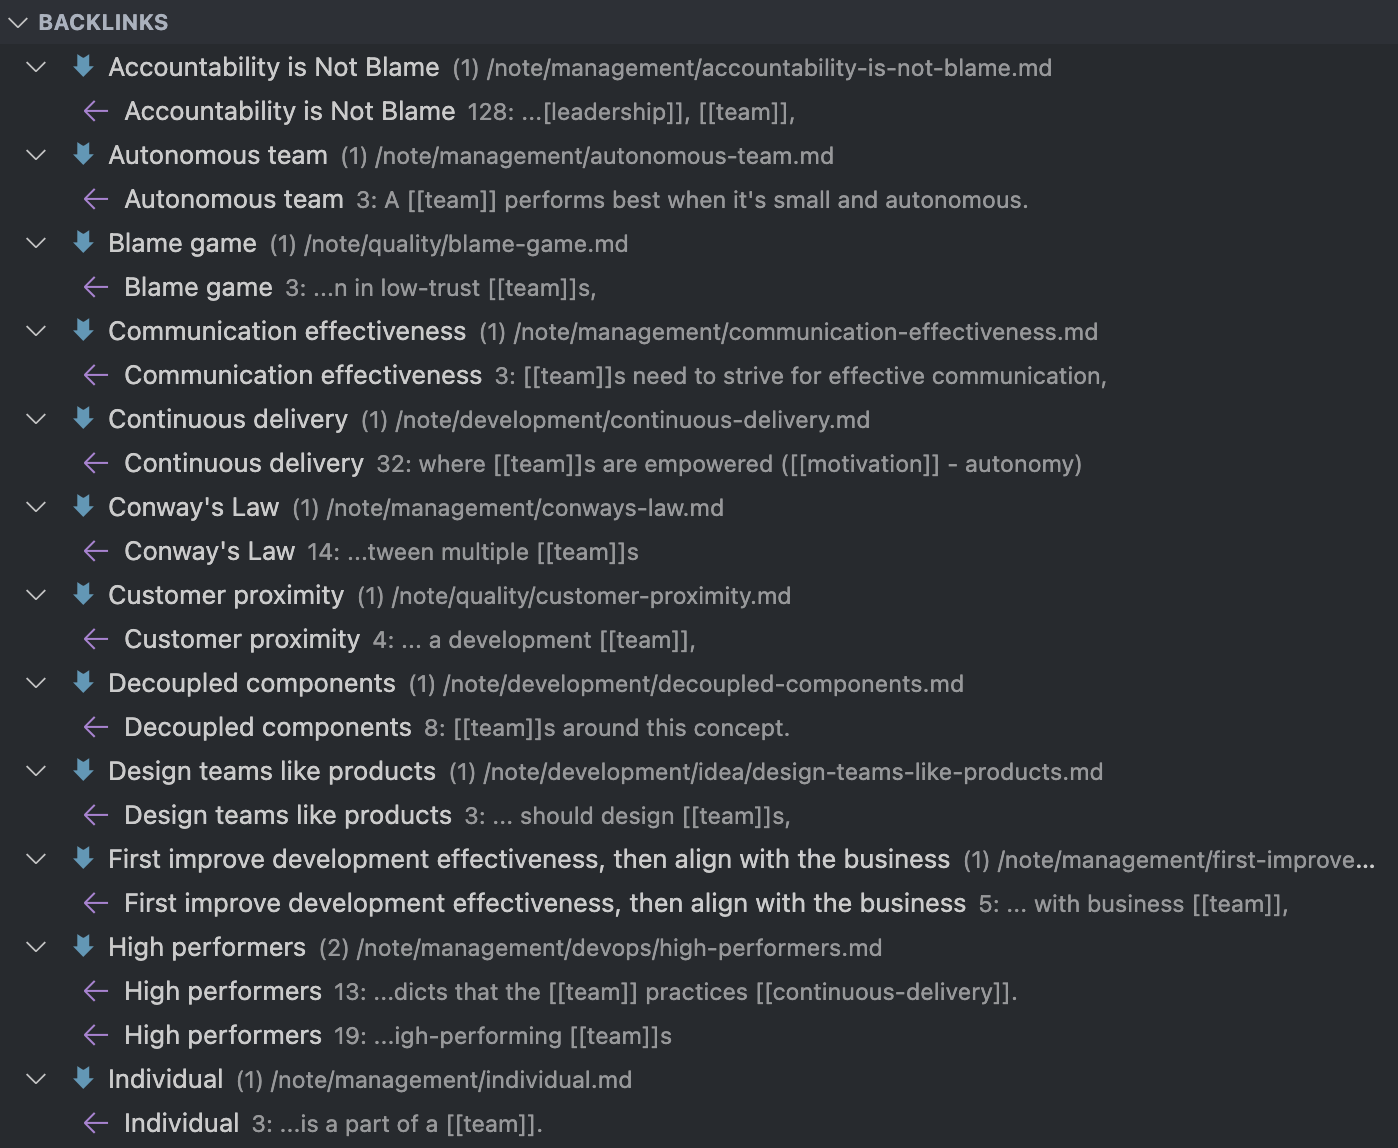 BACKLINKS
Accountability is Not Blame (1) /note/management/accountability-is-not-blame.md
Accountability is Not Blame 128: ...[leadership]], [[team]],
Autonomous team (1) /note/management/autonomous-team.md
Autonomous team 3: A [[team]] performs best when it's small and autonomous.
Blame game (1) /note/quality/blame-game.md
Blame game 3: ...n in low-trust [[team]]s,
Communication effectiveness (1) /note/management/communication-effectiveness.md
Communication effectiveness 3: [[team]]s need to strive for effective communication,
Continuous delivery (1) /note/development/continuous-delivery.md
Continuous delivery 32: where [[team]]s are empowered ([[motivation]] - autonomy)
Conway's Law (1) /note/management/conways-law.md
Conway's Law 14: ...tween multiple [[team]]s
Customer proximity (1) /note/quality/customer-proximity.md
Customer proximity 4: ... a development [[team]],
Decoupled components (1) /note/development/decoupled-components.md
Decoupled components 8: [[team]]s around this concept.
Design teams like products (1) /note/development/idea/design-teams-like-products.md
Design teams like products 3: ... should design [[team]]s,
First improve development effectiveness, then align with the business (1) /note/management/first-improve...
First improve development effectiveness, then align with the business 5: ... with business [[team]],
High performers (2) /note/management/devops/high-performers.md
High performers 13: ...dicts that the [[team]] practices [[continuous-delivery]].
High performers 19: ...igh-performing [[team]]s
Individual (1) /note/management/individual.md
Individual 3: ...is a part of a [[team]].